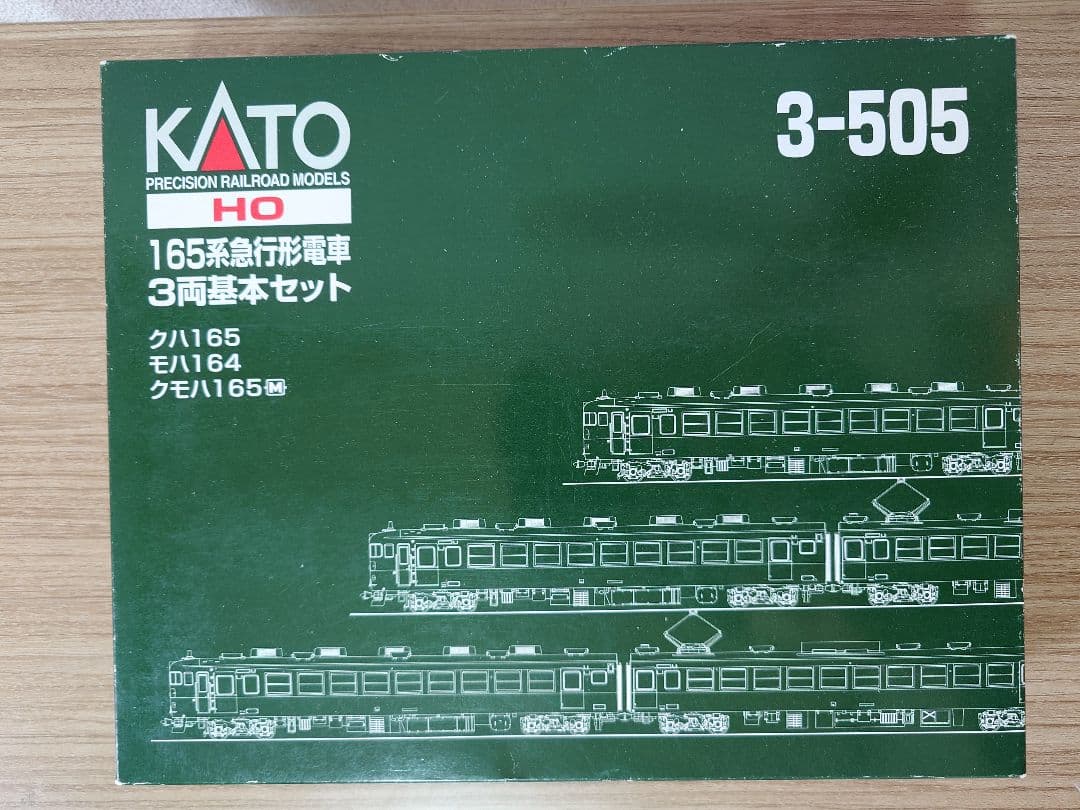 KATO
PRECISION RAILROAD MODELS
HO
165系急行形電車
3両基本セット
クハ165
モハ164
クモハ165M
3-505